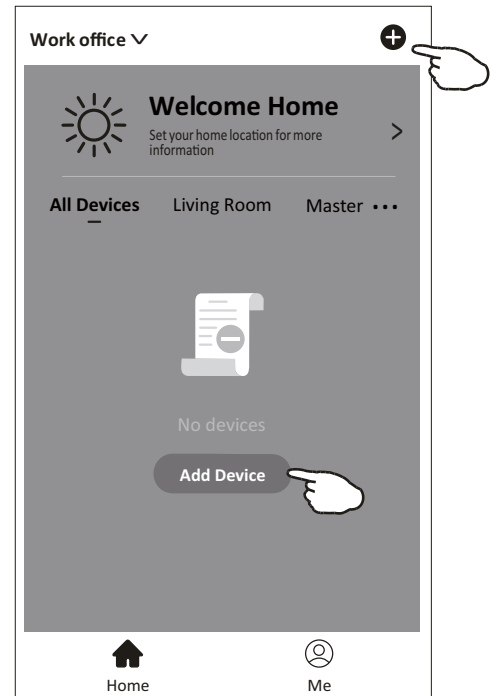 Work office
Welcome Home
Set your home location for more
information
All Devices Living Room Master
No devices
Add Device
Home Me